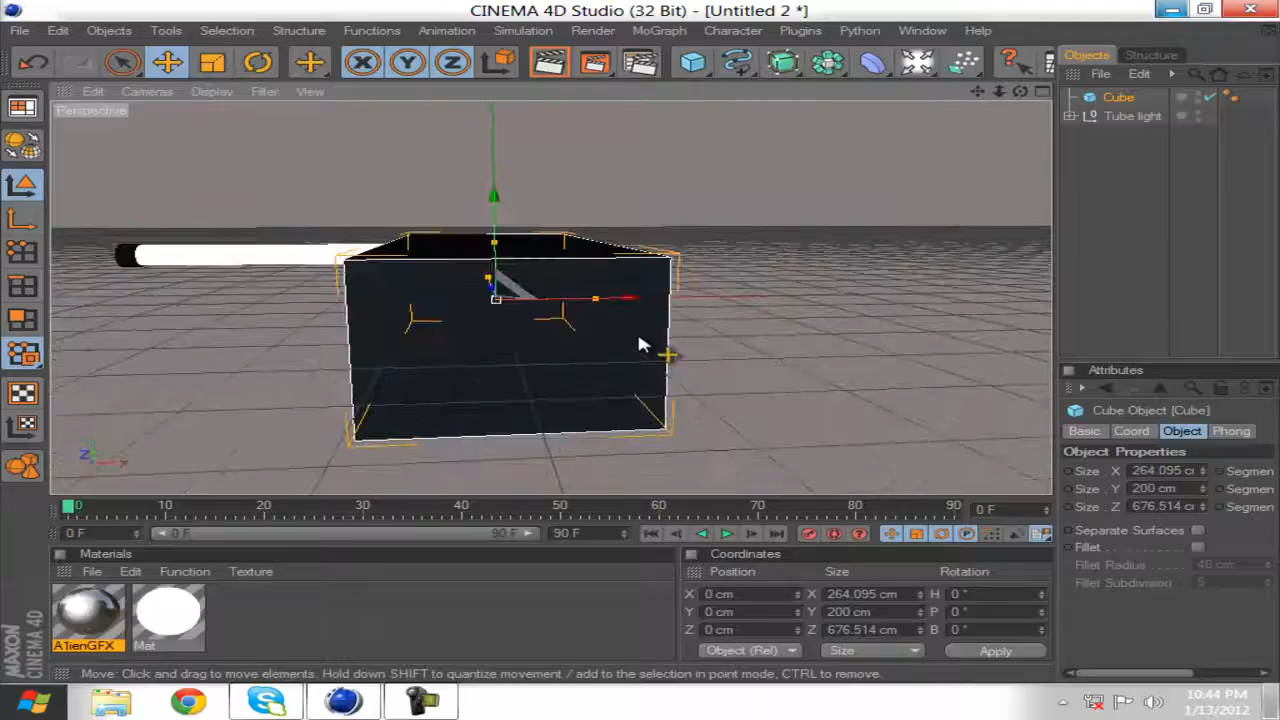 CINEMA 4D Studio (32 Bit) - [Untitled 2 *]
File Edit Objects Tools Selection Structure Functions Animation Simulation Render MoGraph Character Plugins Python Window Help
Objects Structure
File Edit
Edit Cameras Display Filter View
Perspective
Cube
Tube light
Attributes
Cube Object [Cube]
Basic Coord Object Phong
Object Properties
Size . X 264.095 c Segmen
Size . Y 200 cm Segmen
Size . Z 676.514 c Segmen
Separate Surfaces
Fillet
Fillet Radius 40 cm
Fillet Subdivision 5
0 10 20 30 40 50 60 70 80 90 0 F
0 F 0 F 90 F 90 F
Materials
File Edit Function Texture
A1ienGFX Mat
Coordinates
Position Size Rotation
X 0 cm X 264.095 cm H 0 °
Y 0 cm Y 200 cm P 0 °
Z 0 cm Z 676.514 cm B 0 °
Object (Rel) Size Apply
MAXON CINEMA 4D
Move: Click and drag to move elements. Hold down SHIFT to quantize movement / add to the selection in point mode, CTRL to remove.
10:44 PM
1/13/2012